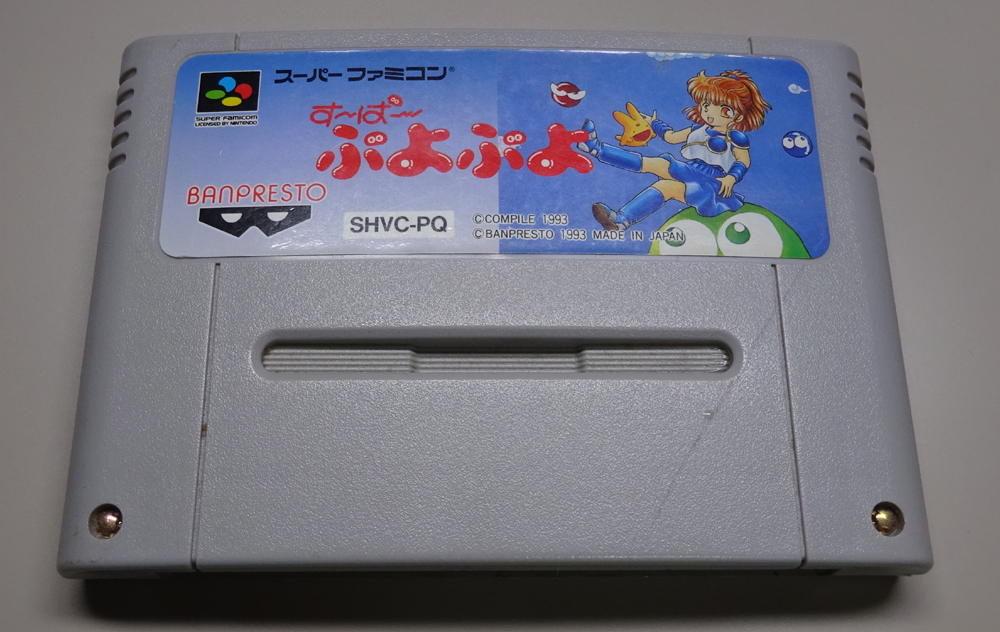 スーパーファミコン®
SUPER FAMICOM
LICENSED BY NINTENDO
す〜ぱ〜
ぷよぷよ
BANPRESTO
SHVC-PQ
©COMPILE 1993
©BANPRESTO 1993 MADE IN JAPAN